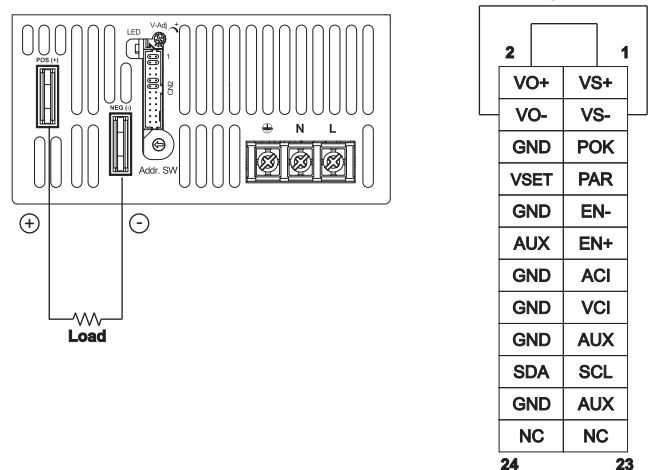 V-Adj
+
LED
POS (+)
1
CN2
NEG (-)
N L
Addr. SW
+ -
Load
2 1
VO+ VS+
VO- VS-
GND POK
VSET PAR
GND EN-
AUX EN+
GND ACI
GND VCI
GND AUX
SDA SCL
GND AUX
NC NC
24 23